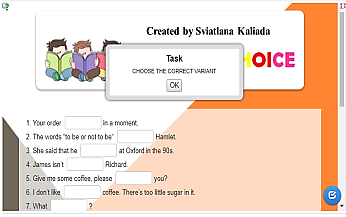 Created by Sviatlana Kaliada
HOICE
Task
CHOOSE THE CORRECT VARIANT
OK
1. Your order in a moment.
2. The words "to be or not to be" Hamlet.
3. She said that he at Oxford in the 90s.
4. James isn't Richard.
5. Give me some coffee, please you?
6. I don't like coffee. There's too little sugar in it.
7. What ?